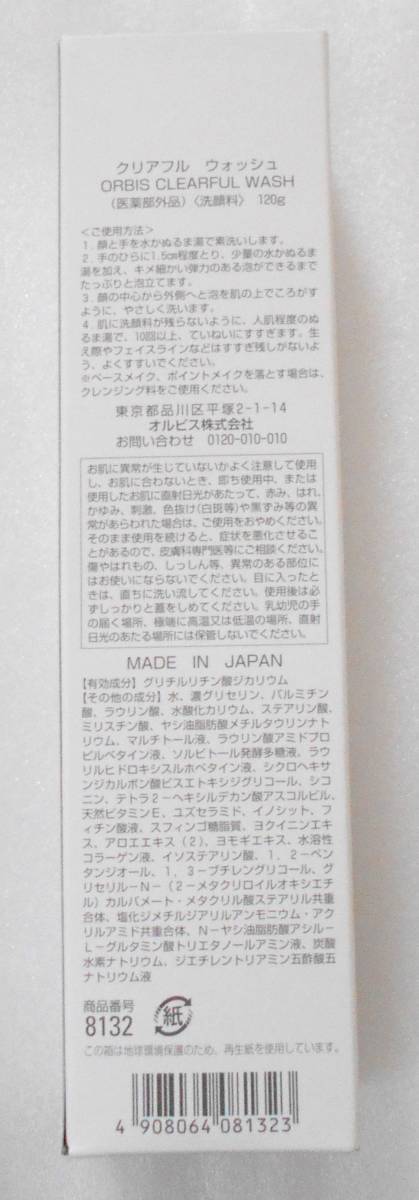 クリアフル ウォッシュ
ORBIS CLEARFUL WASH
（医薬部外品）〈洗顔料〉 120g
＜ご使用方法＞
1. 顔と手を水かぬるま湯で素洗いします。
2. 手のひらに1.5㎝程度とり、少量の水かぬるま
湯を加え、キメ細かい弾力のある泡ができるまで
たっぷりと泡立てます。
3. 顔の中心から外側へと泡を肌の上でころがす
ように、やさしく洗います。
4. 肌に洗顔料が残らないように、人肌程度のぬ
るま湯で、10回以上、ていねいにすすぎます。生
え際やフェイスラインなどはすすぎ残しがないよ
う、よくすすいでください。
※ベースメイク、ポイントメイクを落とす場合は、
クレンジング料をご使用ください。
東京都品川区平塚2-1-14
オルビス株式会社
お問い合わせ 0120-010-010
お肌に異常が生じていないかよく注意して使用
し、お肌に合わないとき、即ち使用中、または
使用したお肌に直射日光があたって、赤み、はれ、
かゆみ、刺激、色抜け(白斑等)や黒ずみ等の異
常があらわれた場合は、ご使用をおやめください。
そのまま使用を続けると、症状を悪化させるこ
とがあるので、皮膚科専門医等にご相談ください。
傷やはれもの、しっしん等、異常のある部位に
はお使いにならないでください。目に入ったと
きは、直ちに洗い流してください。使用後は必
ずしっかりと蓋をしめてください。乳幼児の手
の届く場所、極端に高温又は低温の場所、直射
日光のあたる場所には保管しないでください。
MADE IN JAPAN
【有効成分】グリチルリチン酸ジカリウム
【その他の成分】水、濃グリセリン、パルミチン
酸、ラウリン酸、水酸化カリウム、ステアリン酸、
ミリスチン酸、ヤシ油脂肪酸メチルタウリンナト
リウム、マルチトール液、ラウリン酸アミドプロ
ピルベタイン液、ソルビトール発酵多糖液、ラウ
リルヒドロキシスルホベタイン液、シクロヘキサ
ンジカルボン酸ビスエトキシジグリコール、シコ
ニン、テトラ2－ヘキシルデカン酸アスコルビル、
天然ビタミンE、ユズセラミド、イノシット、フ
ィチン酸液、スフィンゴ糖脂質、ヨクイニンエキ
ス、アロエエキス（2）、ヨモギエキス、水溶性
コラーゲン液、イソステアリン酸、1，2－ペン
タンジオール、1，3－ブチレングリコール、グ
リセリル－N－（2－メタクリロイルオキシエチ
ル）カルバメート・メタクリル酸ステアリル共重
合体、塩化ジメチルジアリルアンモニウム・アク
リルアミド共重合体、N－ヤシ油脂肪酸アシル－
L－グルタミン酸トリエタノールアミン液、炭酸
水素ナトリウム、ジエチレントリアミン五酢酸五
ナトリウム液
商品番号
8132
紙
この箱は地球環境保護のため、再生紙を使用しています。
4 908064 081323